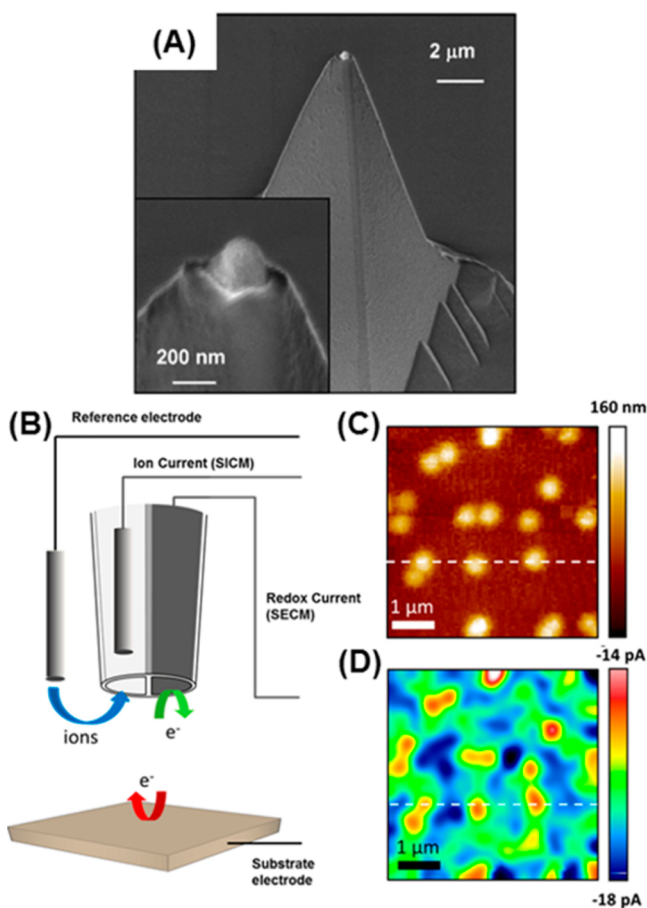 (A)
2 μm
200 nm
(B)
Reference electrode
Ion Current (SICM)
Redox Current
(SECM)
ions
e-
e-
Substrate
electrode
(C)
160 nm
1 μm
-14 pA
(D)
1 μm
-18 pA